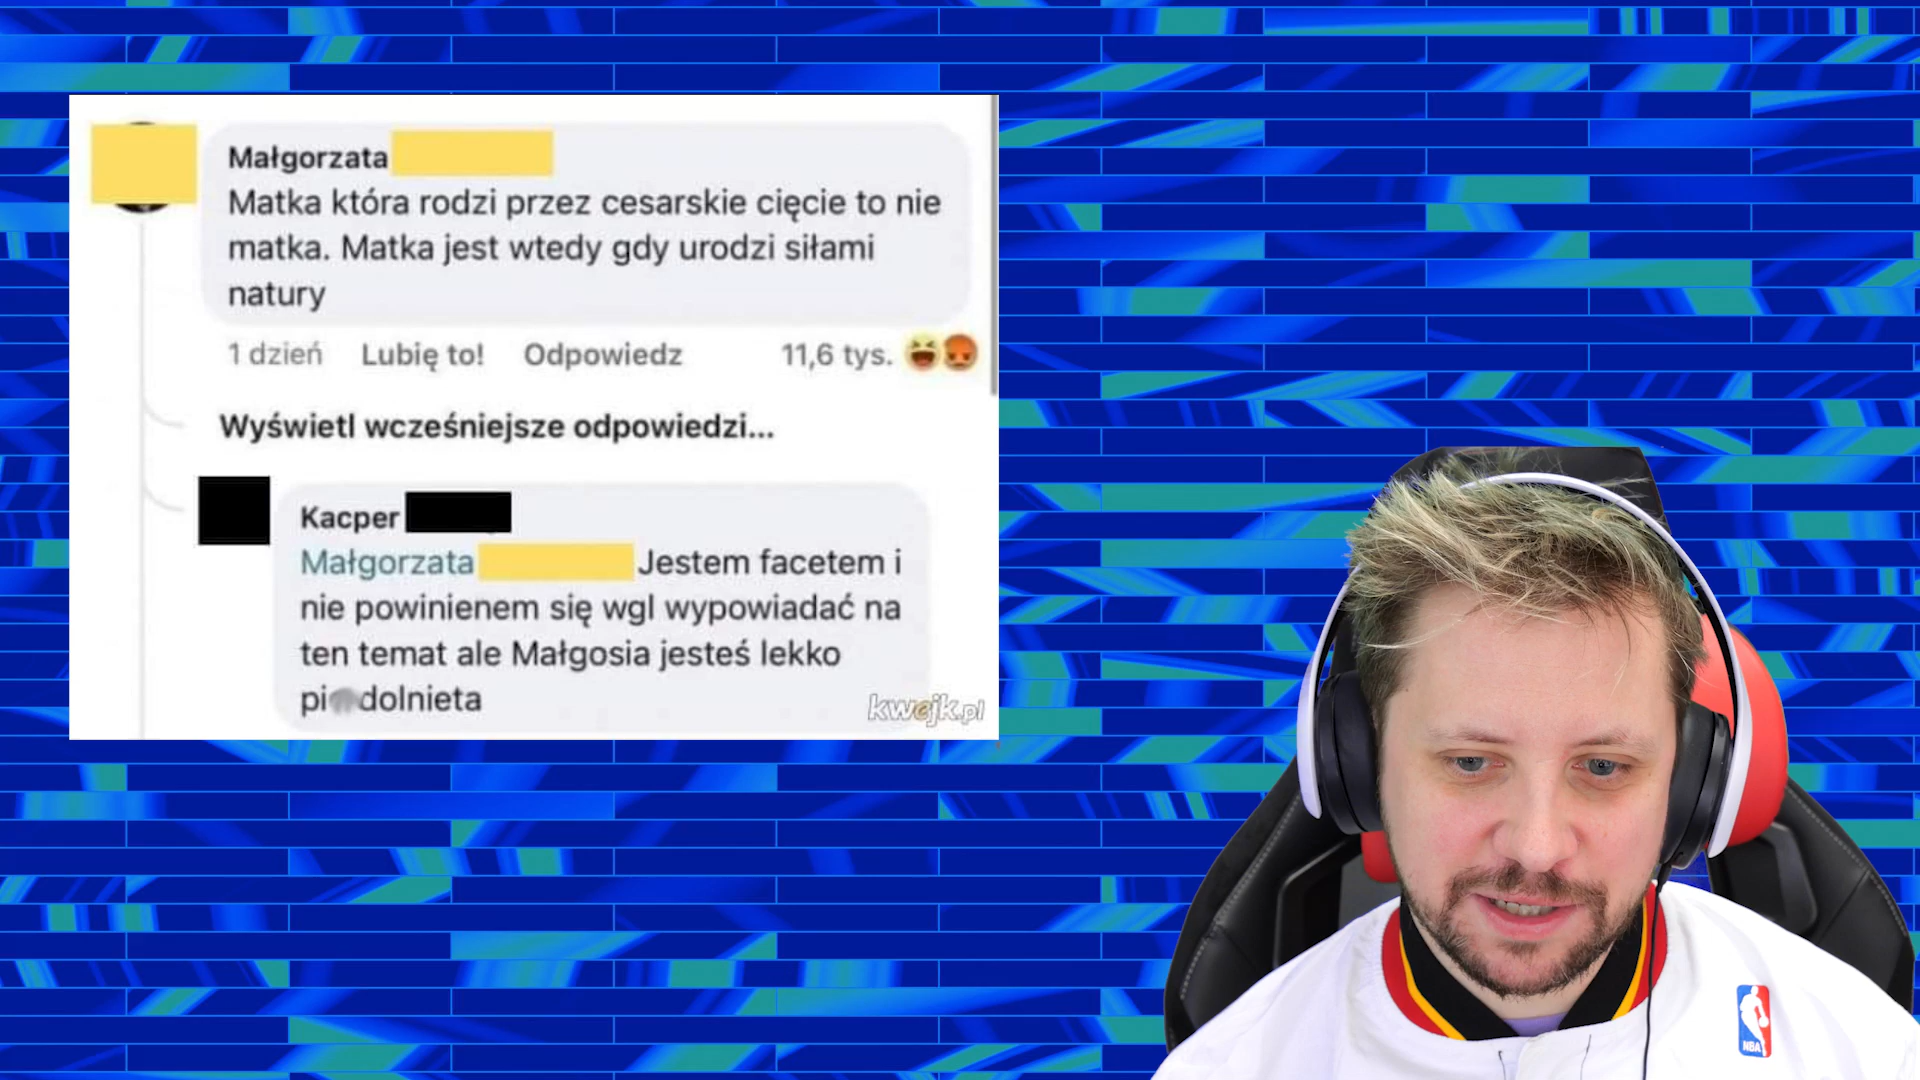 Małgorzata
Matka która rodzi przez cesarskie cięcie to nie
matka. Matka jest wtedy gdy urodzi siłami
natury
1 dzień Lubię to! Odpowiedz 11,6 tys.
Wyświetl wcześniejsze odpowiedzi...
Kacper
Małgorzata Jestem facetem i
nie powinienem się wgl wypowiadać na
ten temat ale Małgosia jesteś lekko
pi dolnieta
kwejk.pl
NBA